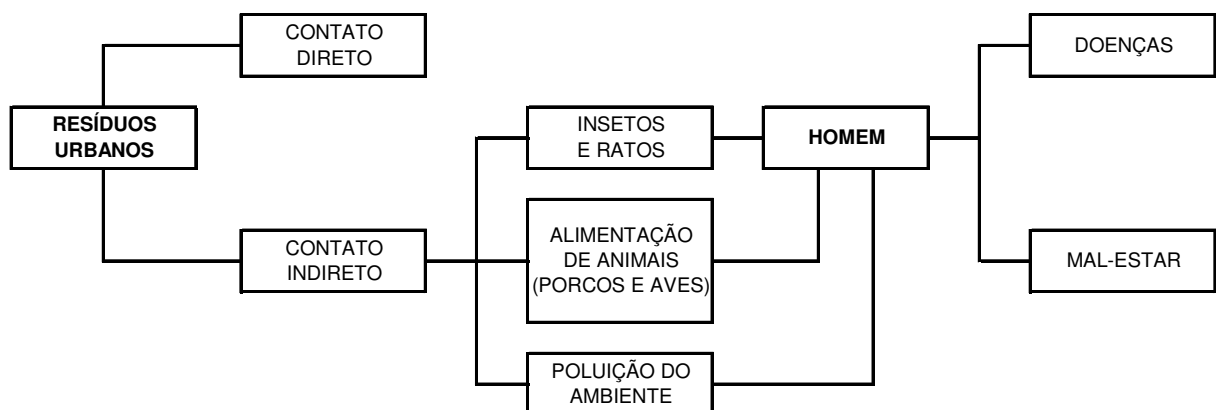 CONTATO
DIRETO
DOENÇAS
RESÍDUOS
URBANOS
INSETOS
E RATOS
HOMEM
CONTATO
INDIRETO
ALIMENTAÇÃO
DE ANIMAIS
(PORCOS E AVES)
MAL-ESTAR
POLUIÇÃO DO
AMBIENTE